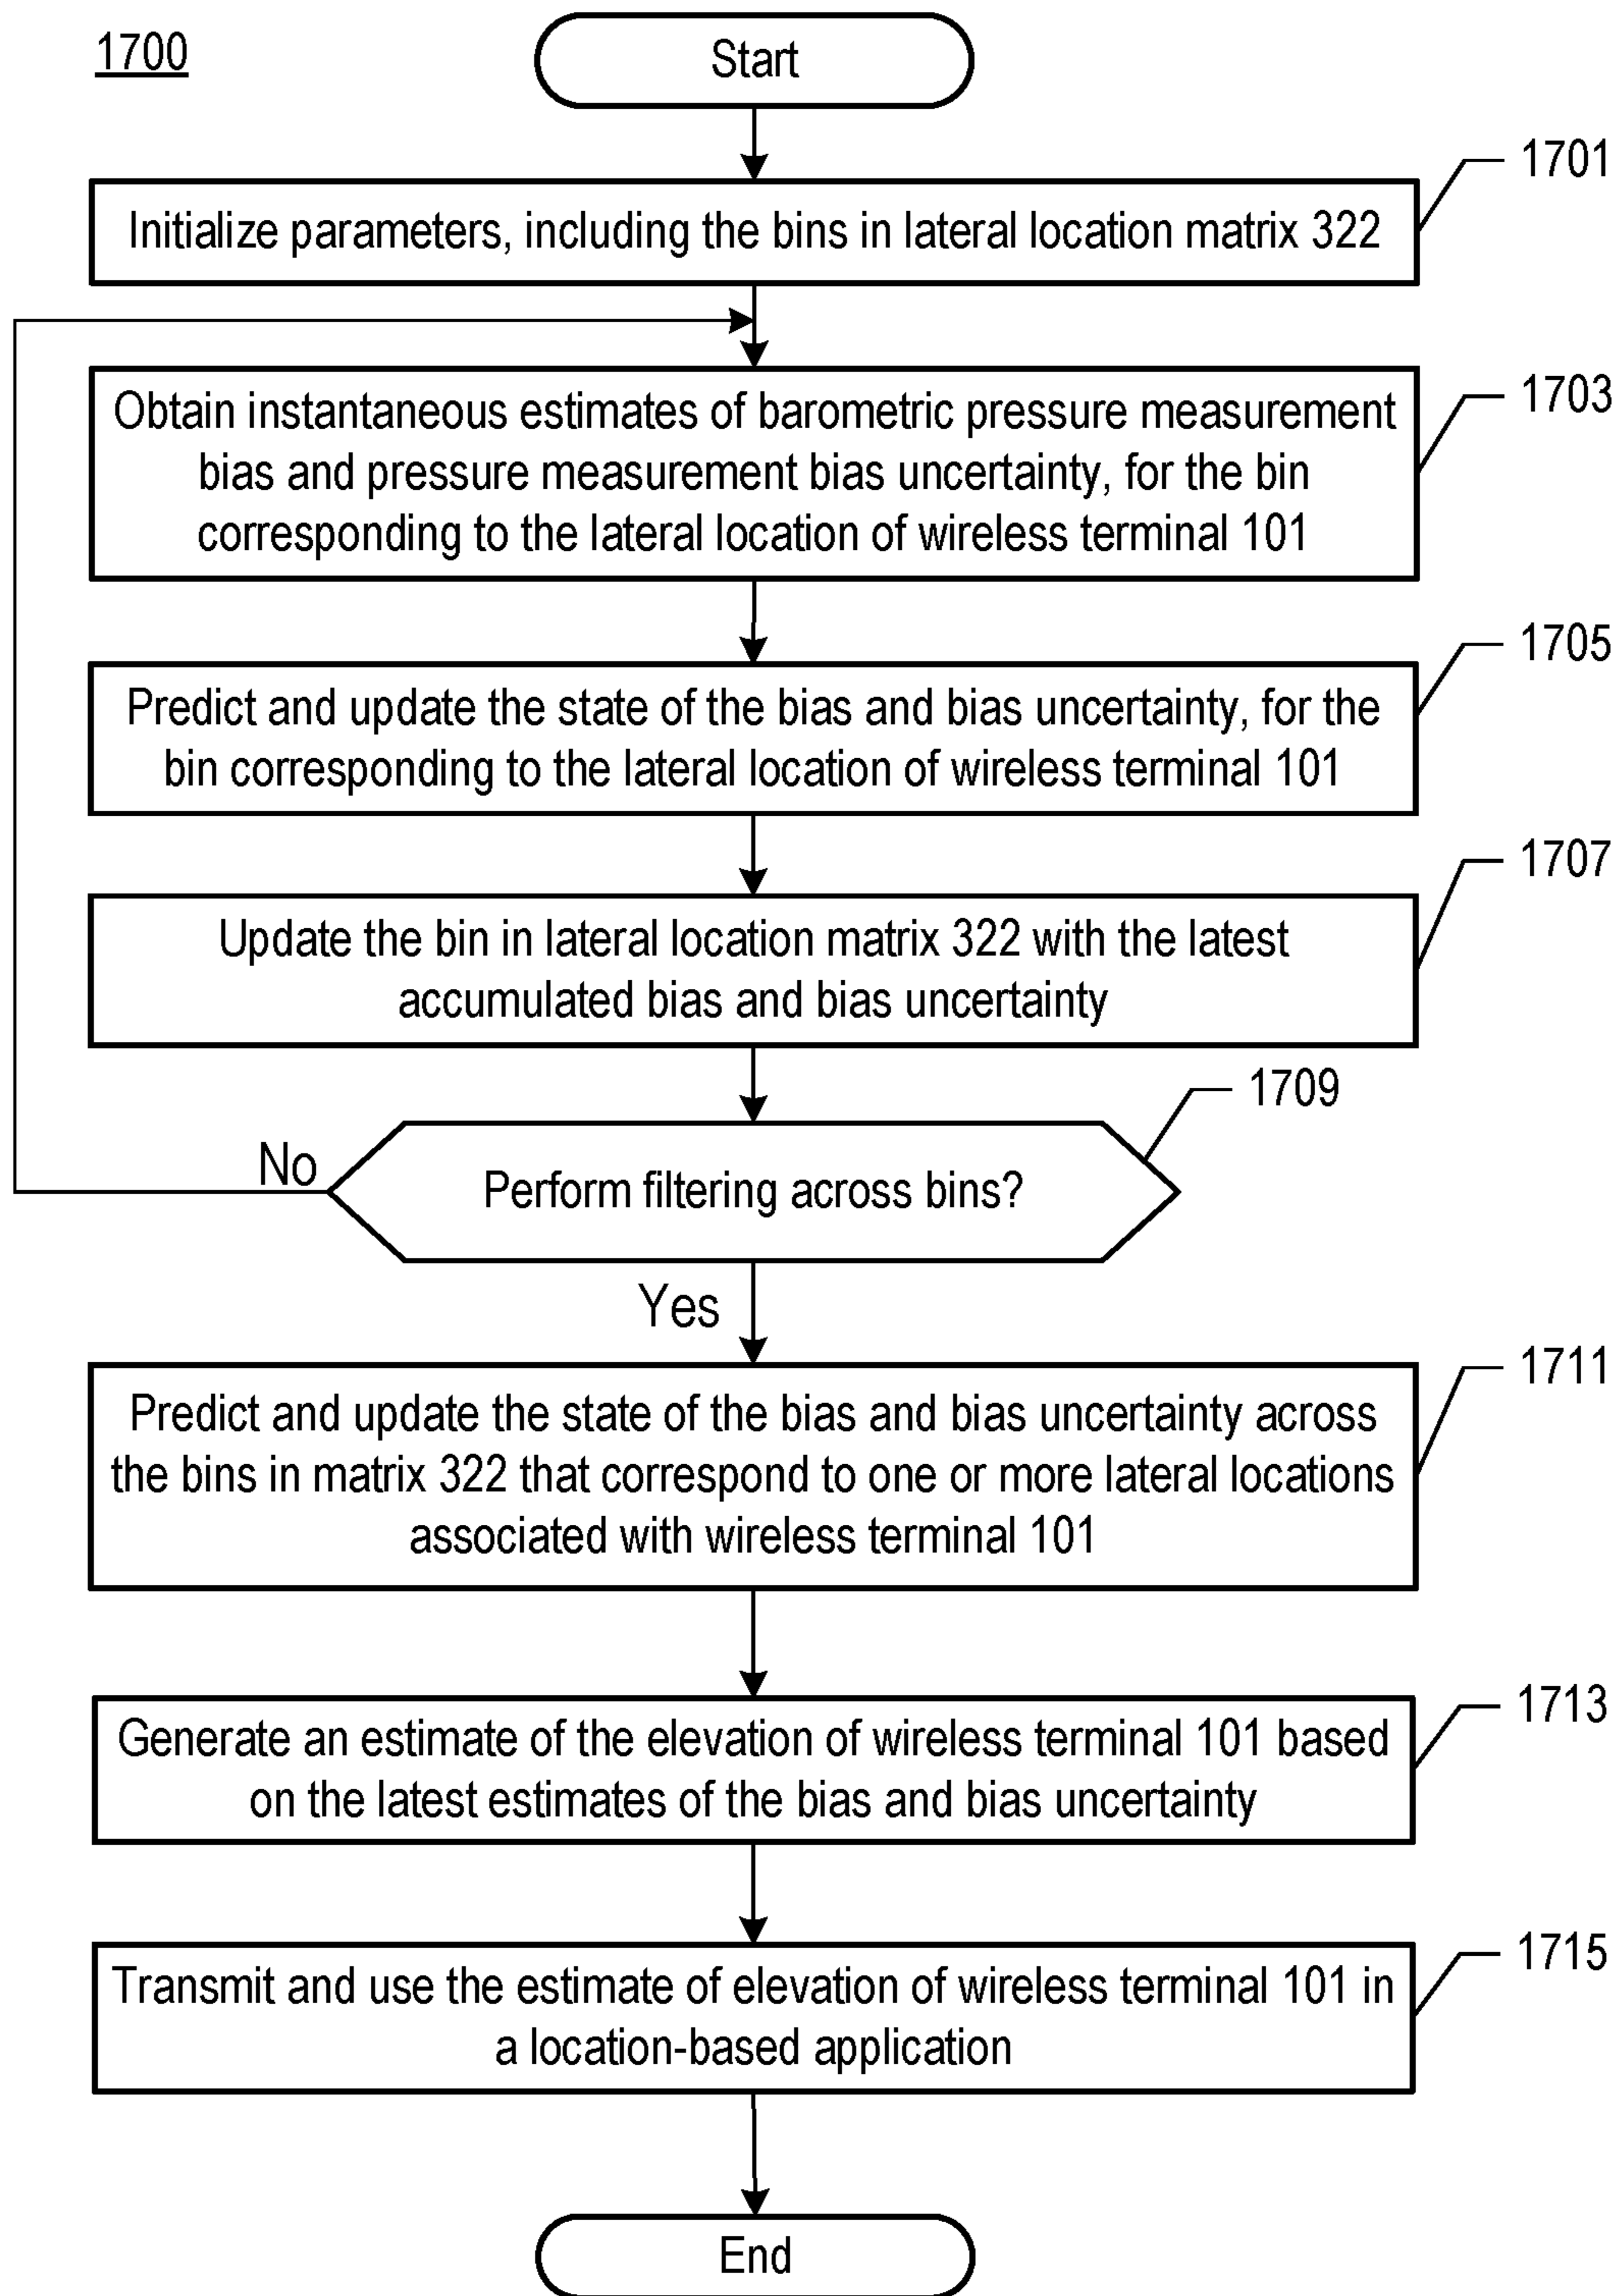 1700
Start
1701
Initialize parameters, including the bins in lateral location matrix 322
1703
Obtain instantaneous estimates of barometric pressure measurement
bias and pressure measurement bias uncertainty, for the bin
corresponding to the lateral location of wireless terminal 101
1705
Predict and update the state of the bias and bias uncertainty, for the
bin corresponding to the lateral location of wireless terminal 101
1707
Update the bin in lateral location matrix 322 with the latest
accumulated bias and bias uncertainty
1709
No
Perform filtering across bins?
Yes
1711
Predict and update the state of the bias and bias uncertainty across
the bins in matrix 322 that correspond to one or more lateral locations
associated with wireless terminal 101
1713
Generate an estimate of the elevation of wireless terminal 101 based
on the latest estimates of the bias and bias uncertainty
1715
Transmit and use the estimate of elevation of wireless terminal 101 in
a location-based application
End